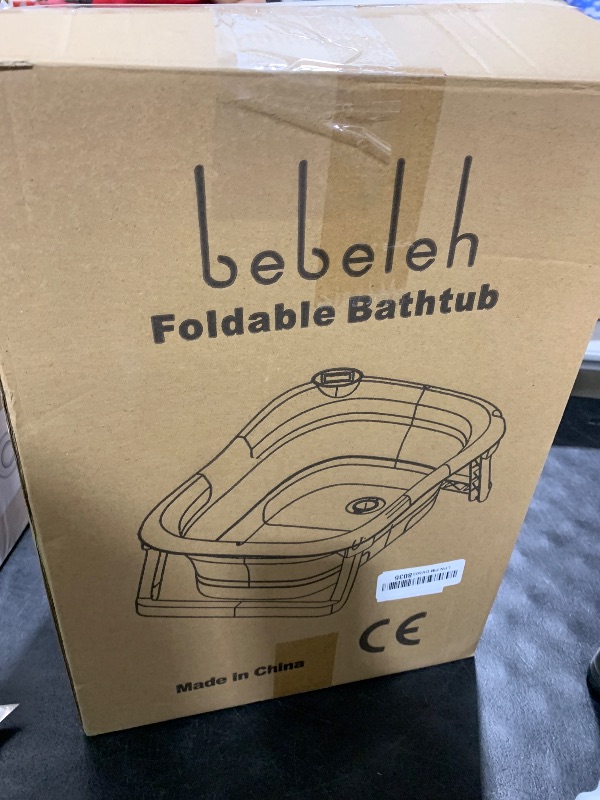 bebeleh
Foldable Bathtub
CE
Made in China